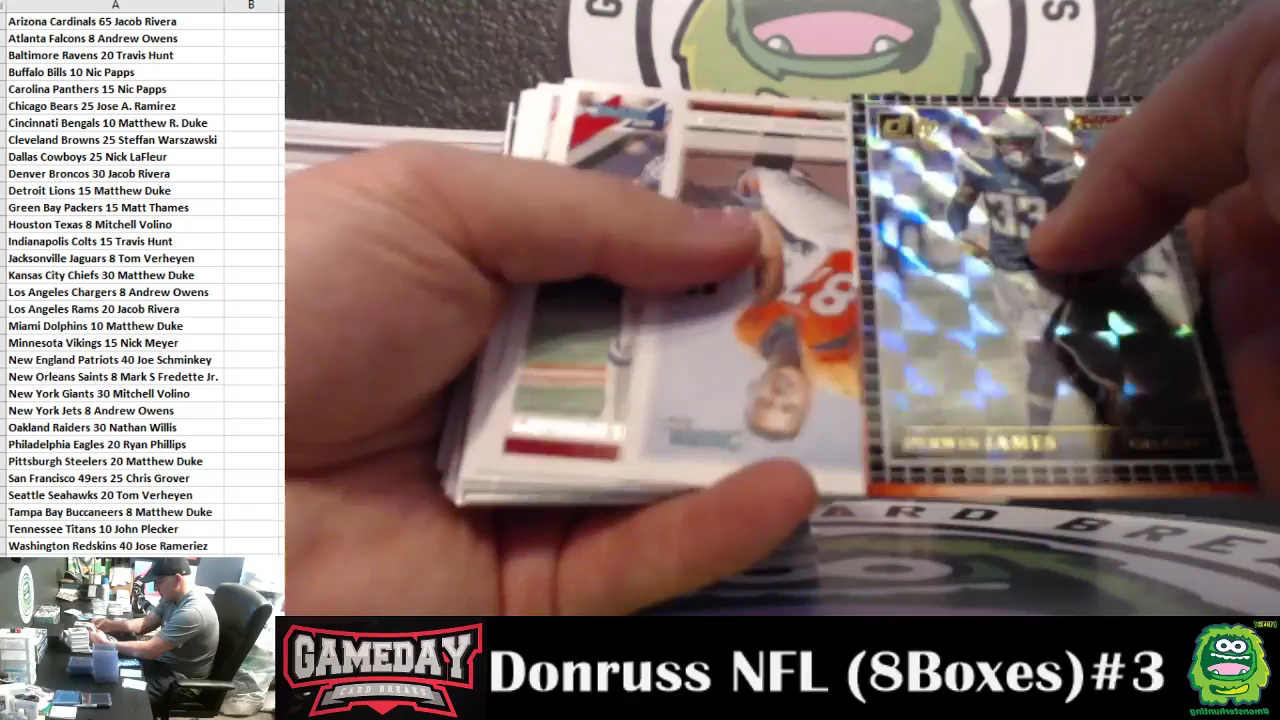 A
B
Arizona Cardinals 65 Jacob Rivera
Atlanta Falcons 8 Andrew Owens
Baltimore Ravens 20 Travis Hunt
Buffalo Bills 10 Nic Papps
Carolina Panthers 15 Nic Papps
Chicago Bears 25 Jose A. Ramirez
Cincinnati Bengals 10 Matthew R. Duke
Cleveland Browns 25 Steffan Warszawski
Dallas Cowboys 25 Nick LaFleur
Denver Broncos 30 Jacob Rivera
Detroit Lions 15 Matthew Duke
Green Bay Packers 15 Matt Thames
Houston Texas 8 Mitchell Volino
Indianapolis Colts 15 Travis Hunt
Jacksonville Jaguars 8 Tom Verheyen
Kansas City Chiefs 30 Matthew Duke
Los Angeles Chargers 8 Andrew Owens
Los Angeles Rams 20 Jacob Rivera
Miami Dolphins 10 Matthew Duke
Minnesota Vikings 15 Nick Meyer
New England Patriots 40 Joe Schminkey
New Orleans Saints 8 Mark S Fredette Jr.
New York Giants 30 Mitchell Volino
New York Jets 8 Andrew Owens
Oakland Raiders 30 Nathan Willis
Philadelphia Eagles 20 Ryan Phillips
Pittsburgh Steelers 20 Matthew Duke
San Francisco 49ers 25 Chris Grover
Seattle Seahawks 20 Tom Verheyen
Tampa Bay Buccaneers 8 Matthew Duke
Tennessee Titans 10 John Plecker
Washington Redskins 40 Jose Rameriez
33
DERWIN JAMES
GAMEDAY
CARD BREAKS
Donruss NFL (8Boxes)#3
#monsterhunting